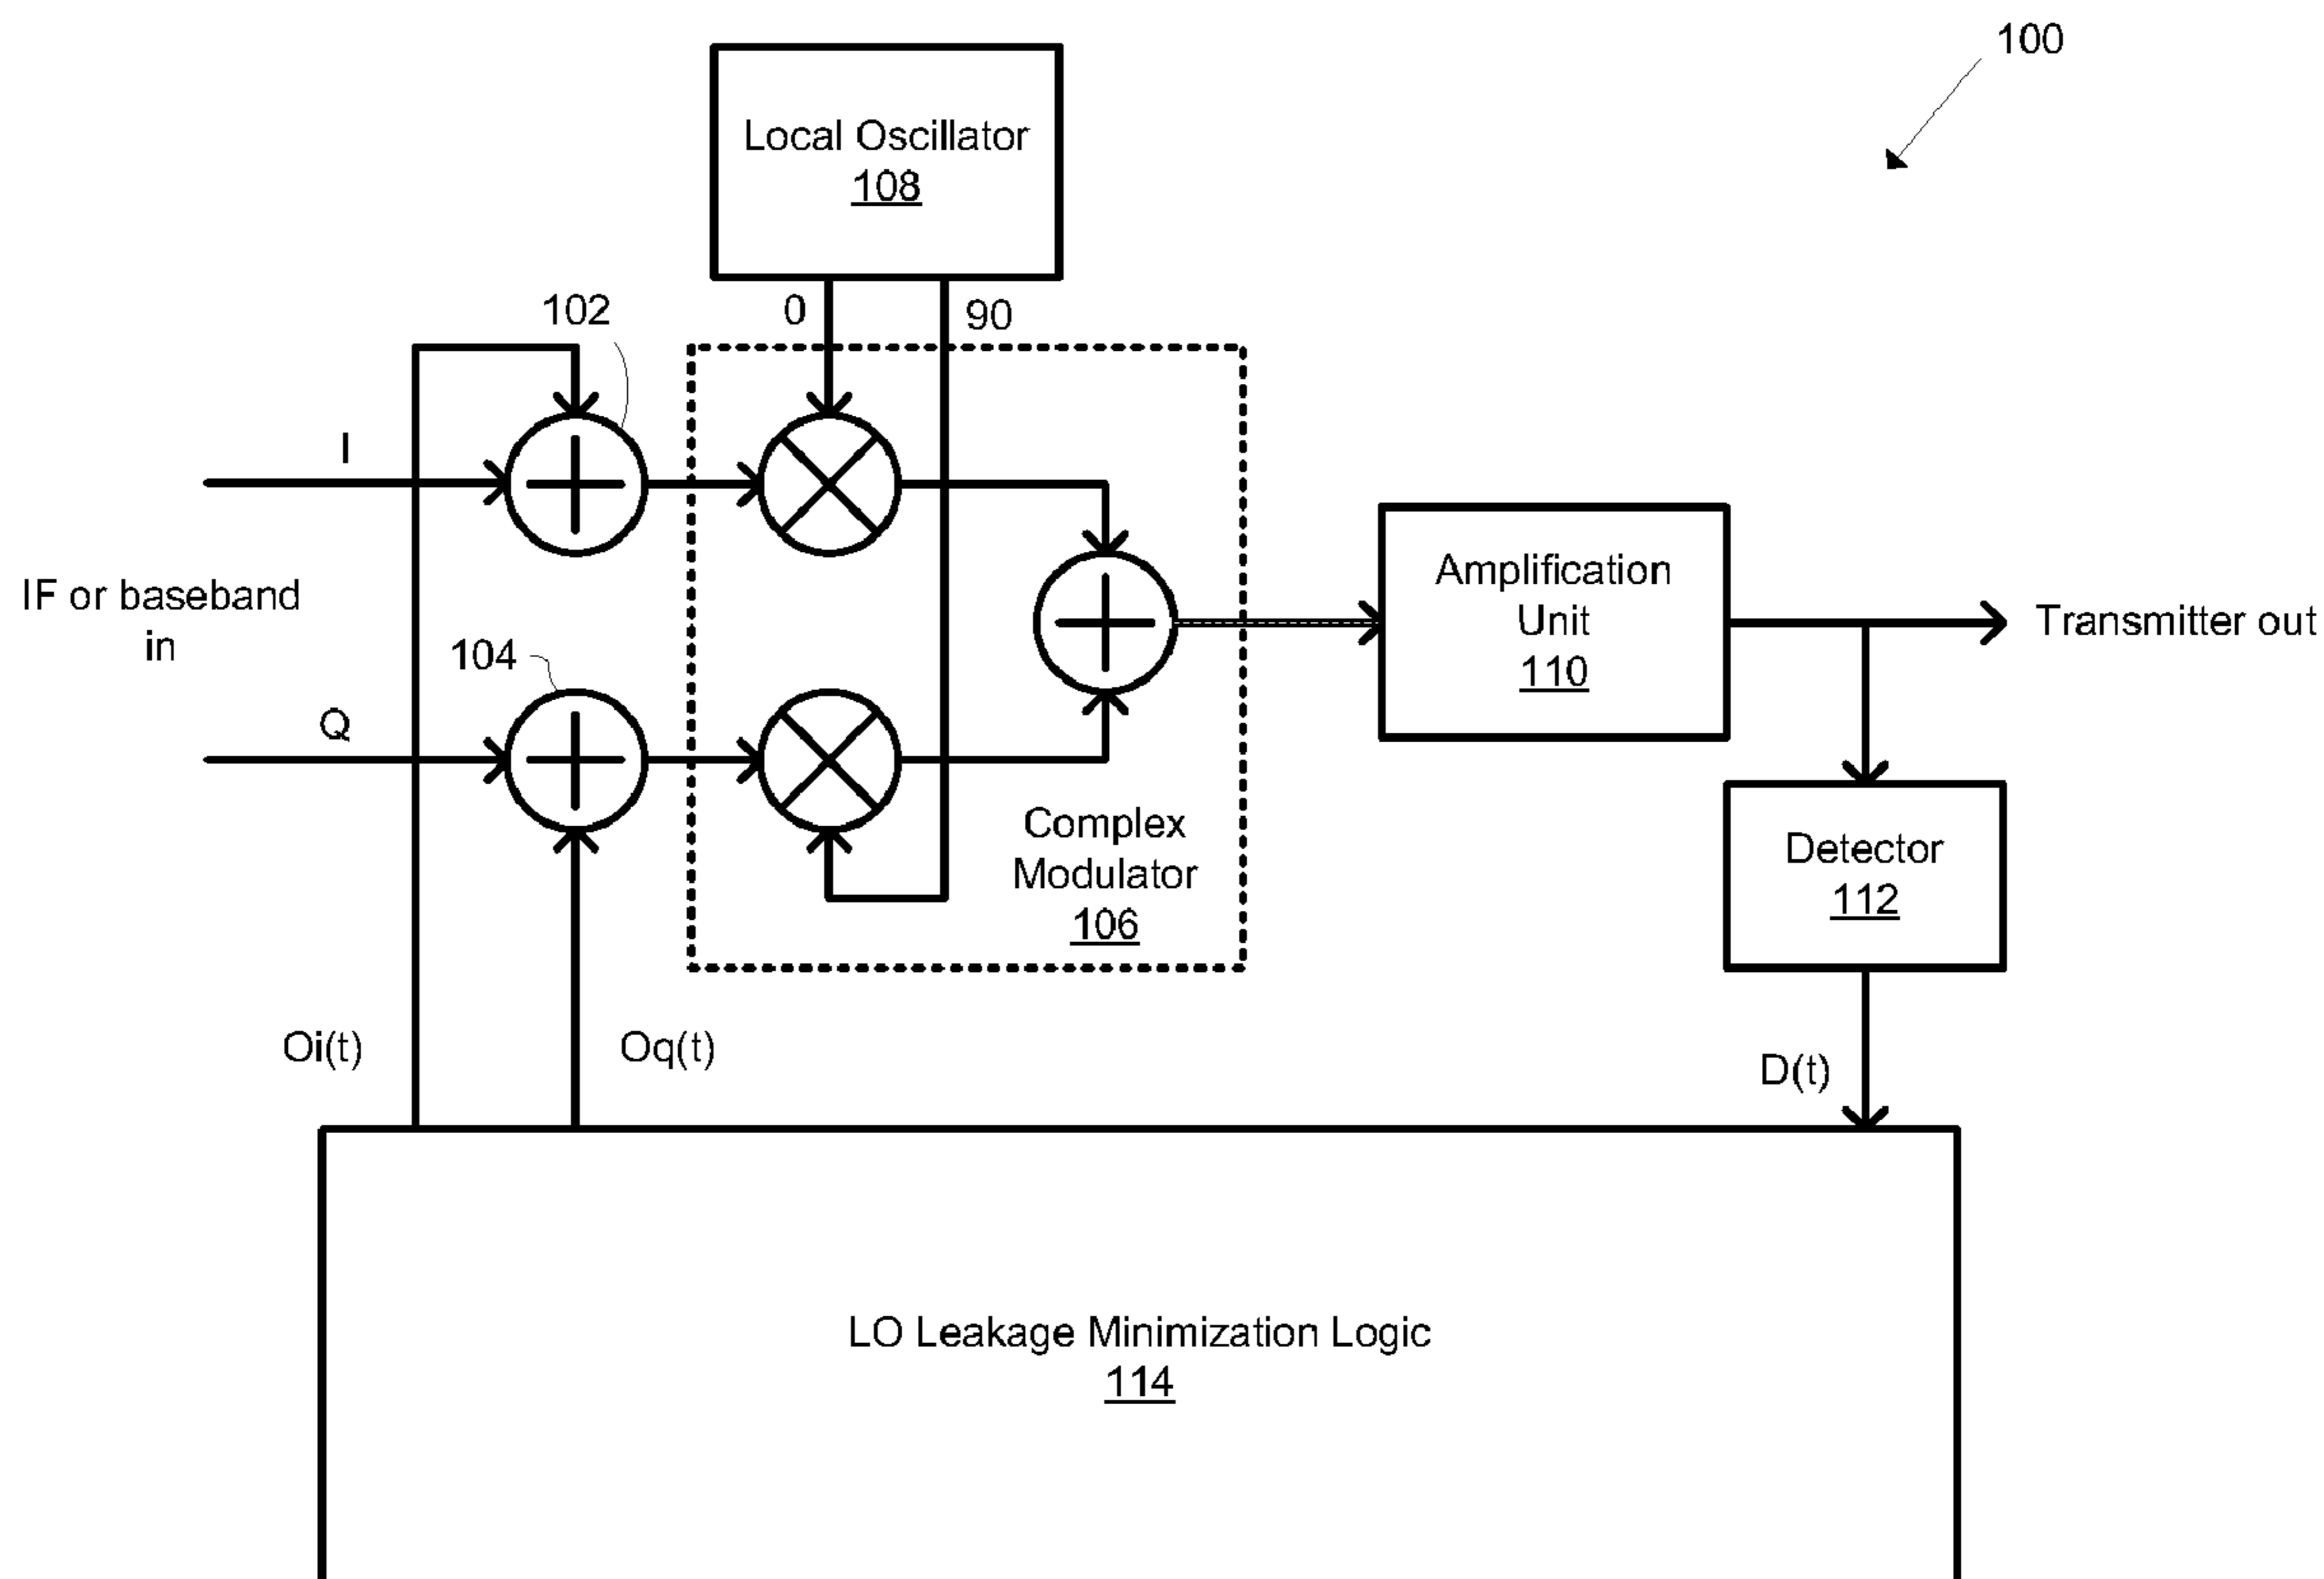 100
Local Oscillator
108
0
90
102
I
IF or baseband
in
104
Q
Amplification
Unit
110
Transmitter out
Complex
Modulator
106
Detector
112
Oi(t)
Oq(t)
D(t)
LO Leakage Minimization Logic
114